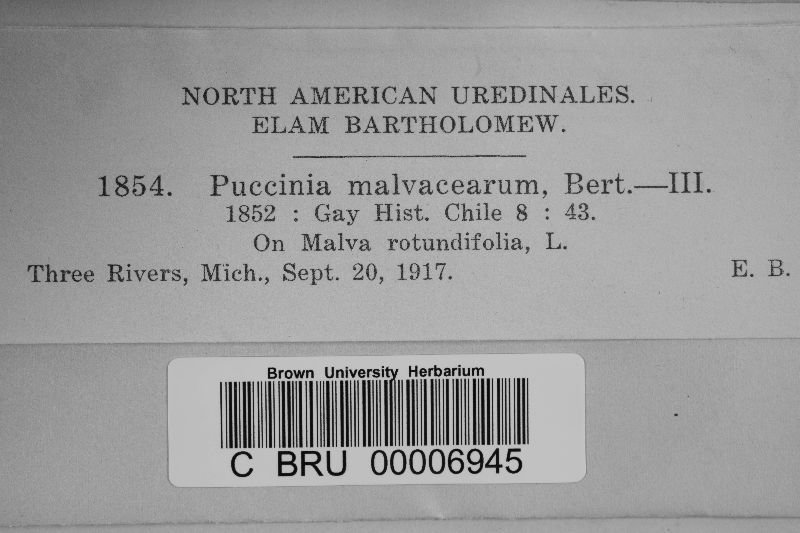 NORTH AMERICAN UREDINALES.
ELAM BARTHOLOMEW.
1854. Puccinia malvacearum, Bert.—III.
1852 : Gay Hist. Chile 8 : 43.
On Malva rotundifolia, L.
Three Rivers, Mich., Sept. 20, 1917. E. B.
Brown University Herbarium
C BRU 00006945